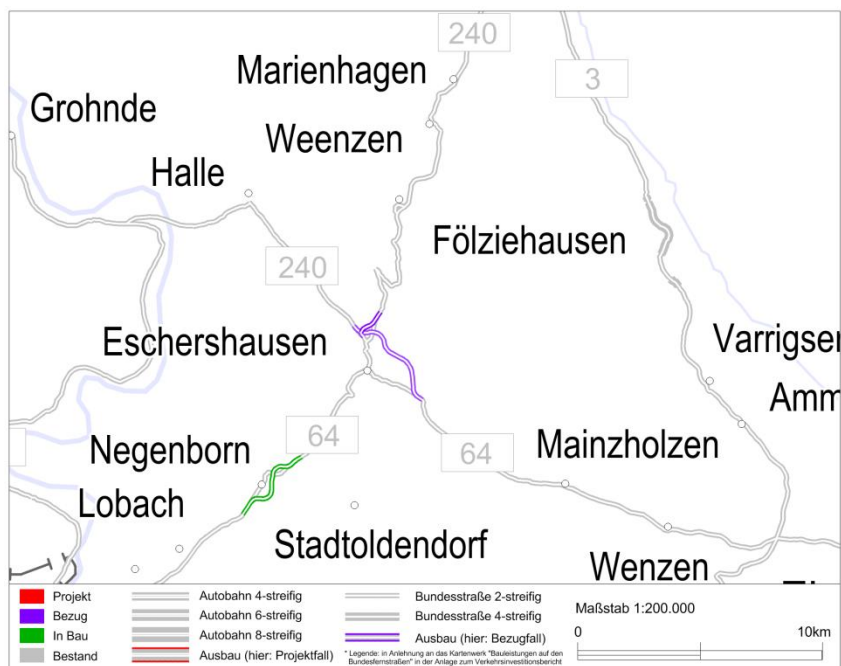 240
Marienhagen
3
Grohnde
Weenzen
Halle
Fölziehausen
240
Eschershausen
Varrigser
Amm
64
Negenborn
64
Mainzholzen
Lobach
Stadtoldendorf
Wenzen
Projekt
Bezug
In Bau
Bestand
Autobahn 4-streifig
Autobahn 6-streifig
Autobahn 8-streifig
Ausbau (hier: Projektfall)
Bundesstraße 2-streifig
Bundesstraße 4-streifig
Ausbau (hier: Bezugfall)
* Legende: in Anlehnung an das Kartenwerk "Bauleistungen auf den
Bundesfernstraßen" in der Anlage zum Verkehrsinvestitionsbericht
Maßstab 1:200.000
0
10km